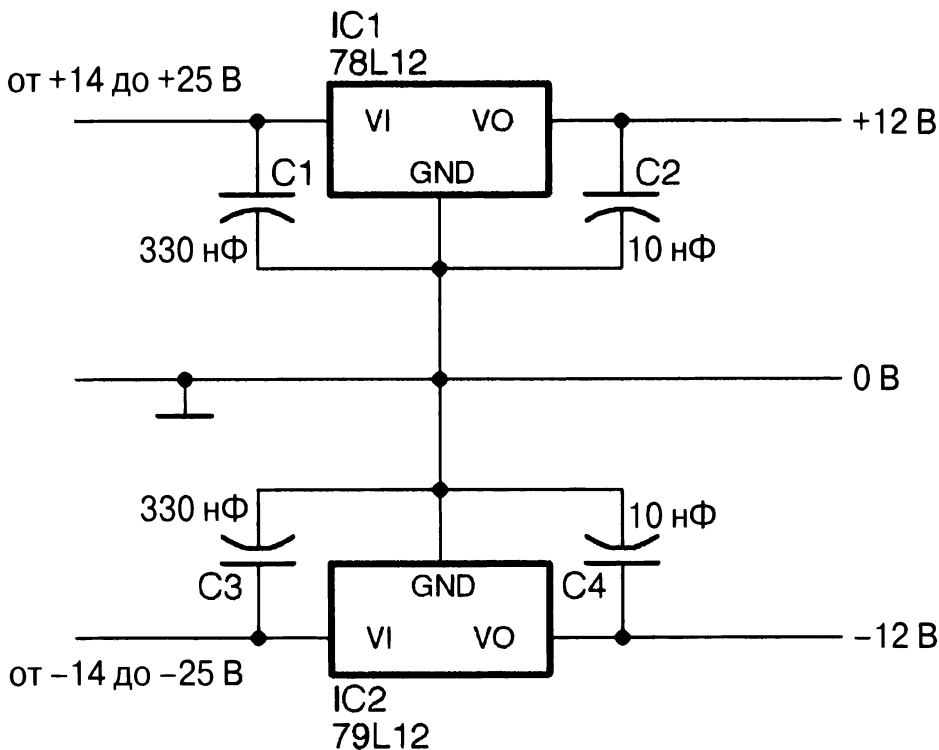 IC1
78L12
от +14 до +25 В
VI
VO
+12 В
GND
C1
C2
330 нФ
10 нФ
0 В
330 нФ
10 нФ
GND
C3
C4
VI
VO
–12 В
от –14 до –25 В
IC2
79L12